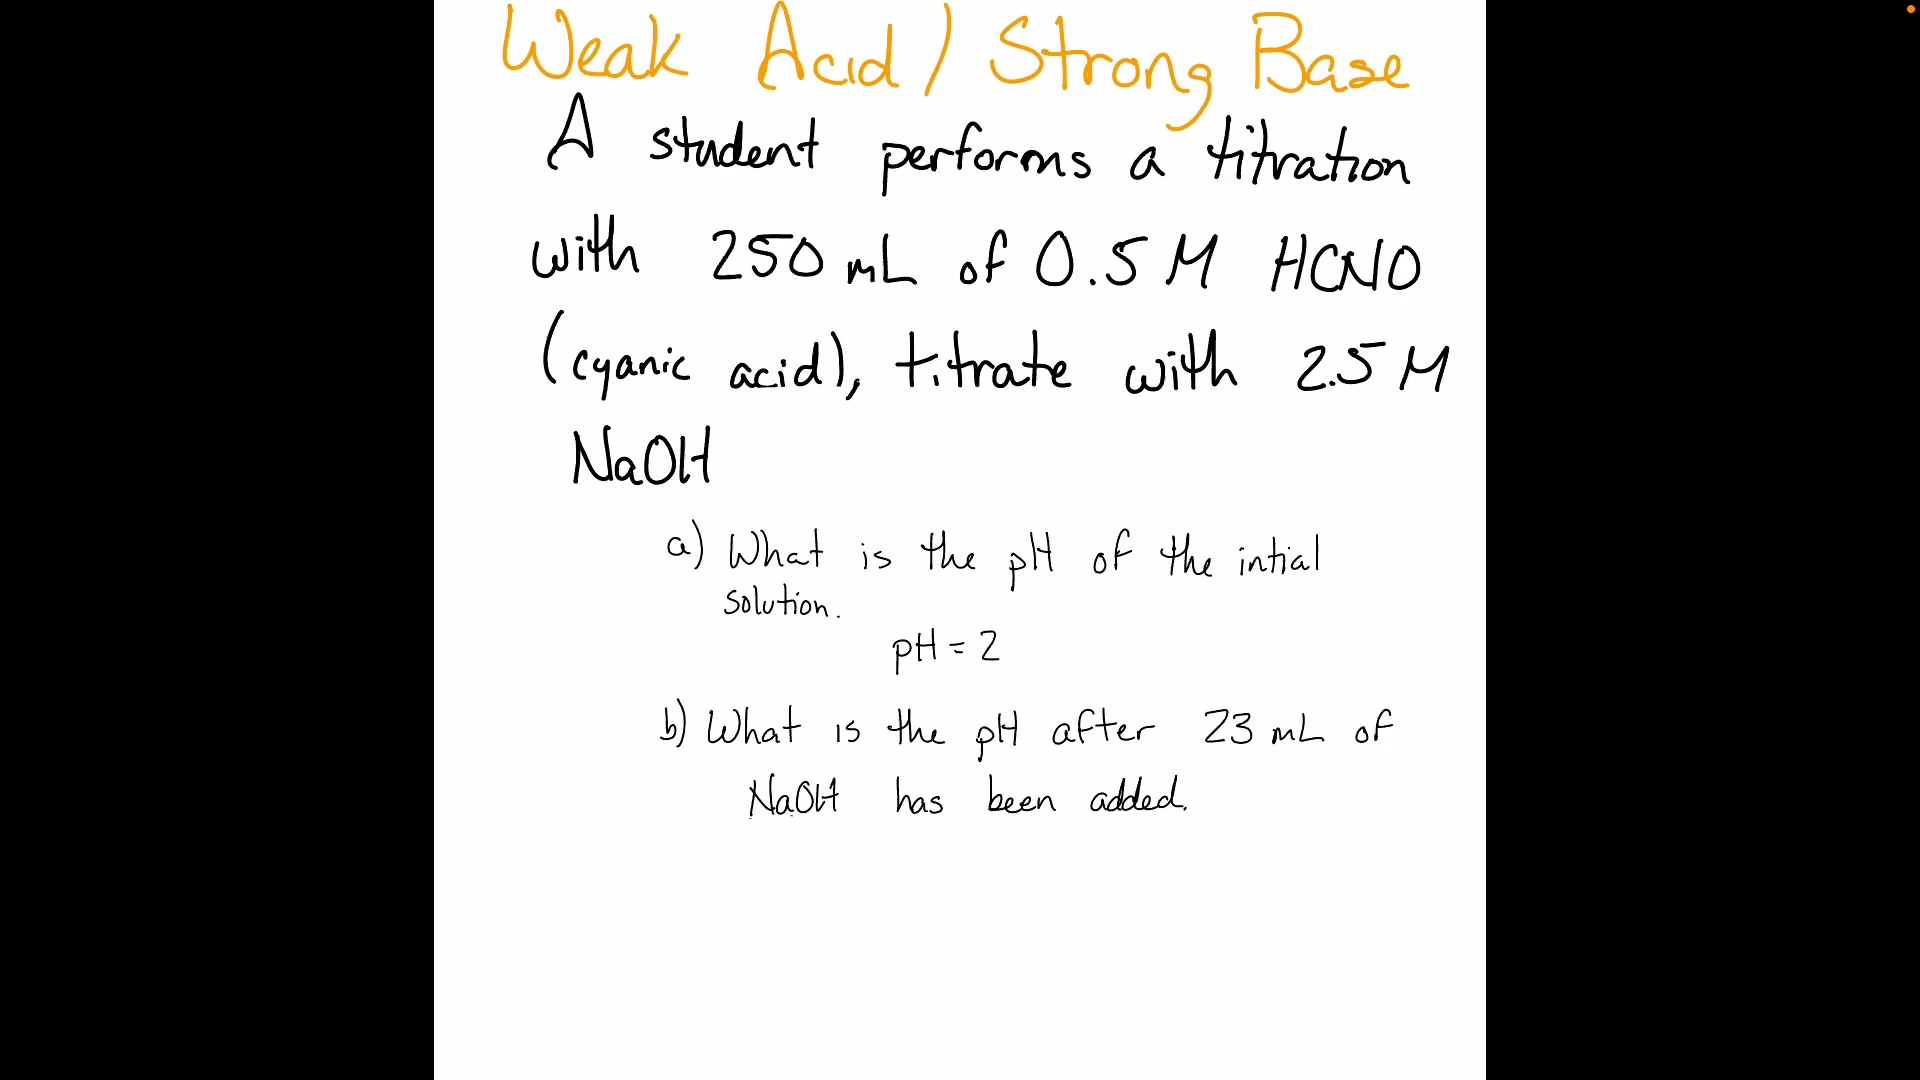 Weak Acid / Strong Base
A student performs a titration
with 250 mL of 0.5 M HCNO
(cyanic acid), titrate with 2.5 M
NaOH
a) What is the pH of the intial
solution.
pH = 2
b) What is the pH after 23 mL of
NaOH has been added.